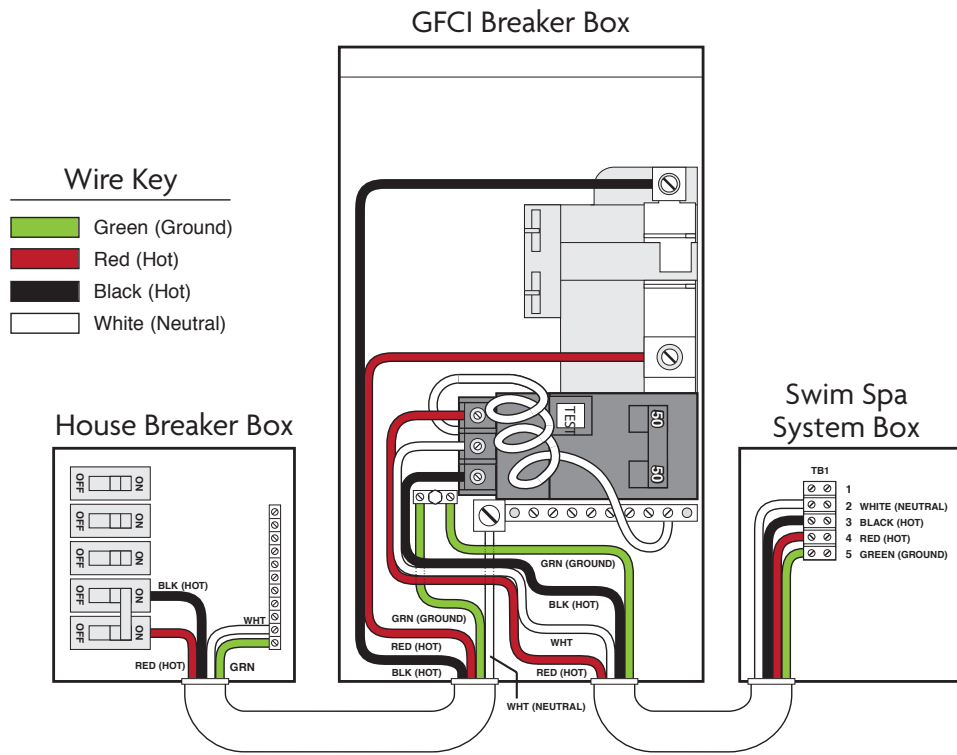 GFCI Breaker Box
Wire Key
Green (Ground)
Red (Hot)
Black (Hot)
White (Neutral)
House Breaker Box
OFF
ON
OFF
ON
OFF
ON
OFF
ON
OFF
ON
BLK (HOT)
WHT
RED (HOT)
GRN
TEST
50
50
GRN (GROUND)
BLK (HOT)
GRN (GROUND)
RED (HOT)
WHT
BLK (HOT)
RED (HOT)
WHT (NEUTRAL)
Swim Spa
System Box
TB1
1
2 WHITE (NEUTRAL)
3 BLACK (HOT)
4 RED (HOT)
5 GREEN (GROUND)